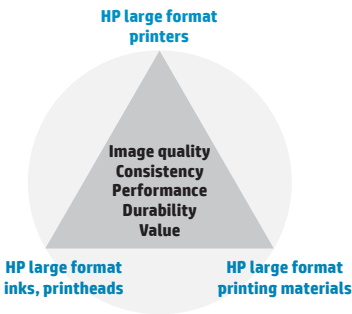 HP large format
printers
Image quality
Consistency
Performance
Durability
Value
HP large format
inks, printheads
HP large format
printing materials